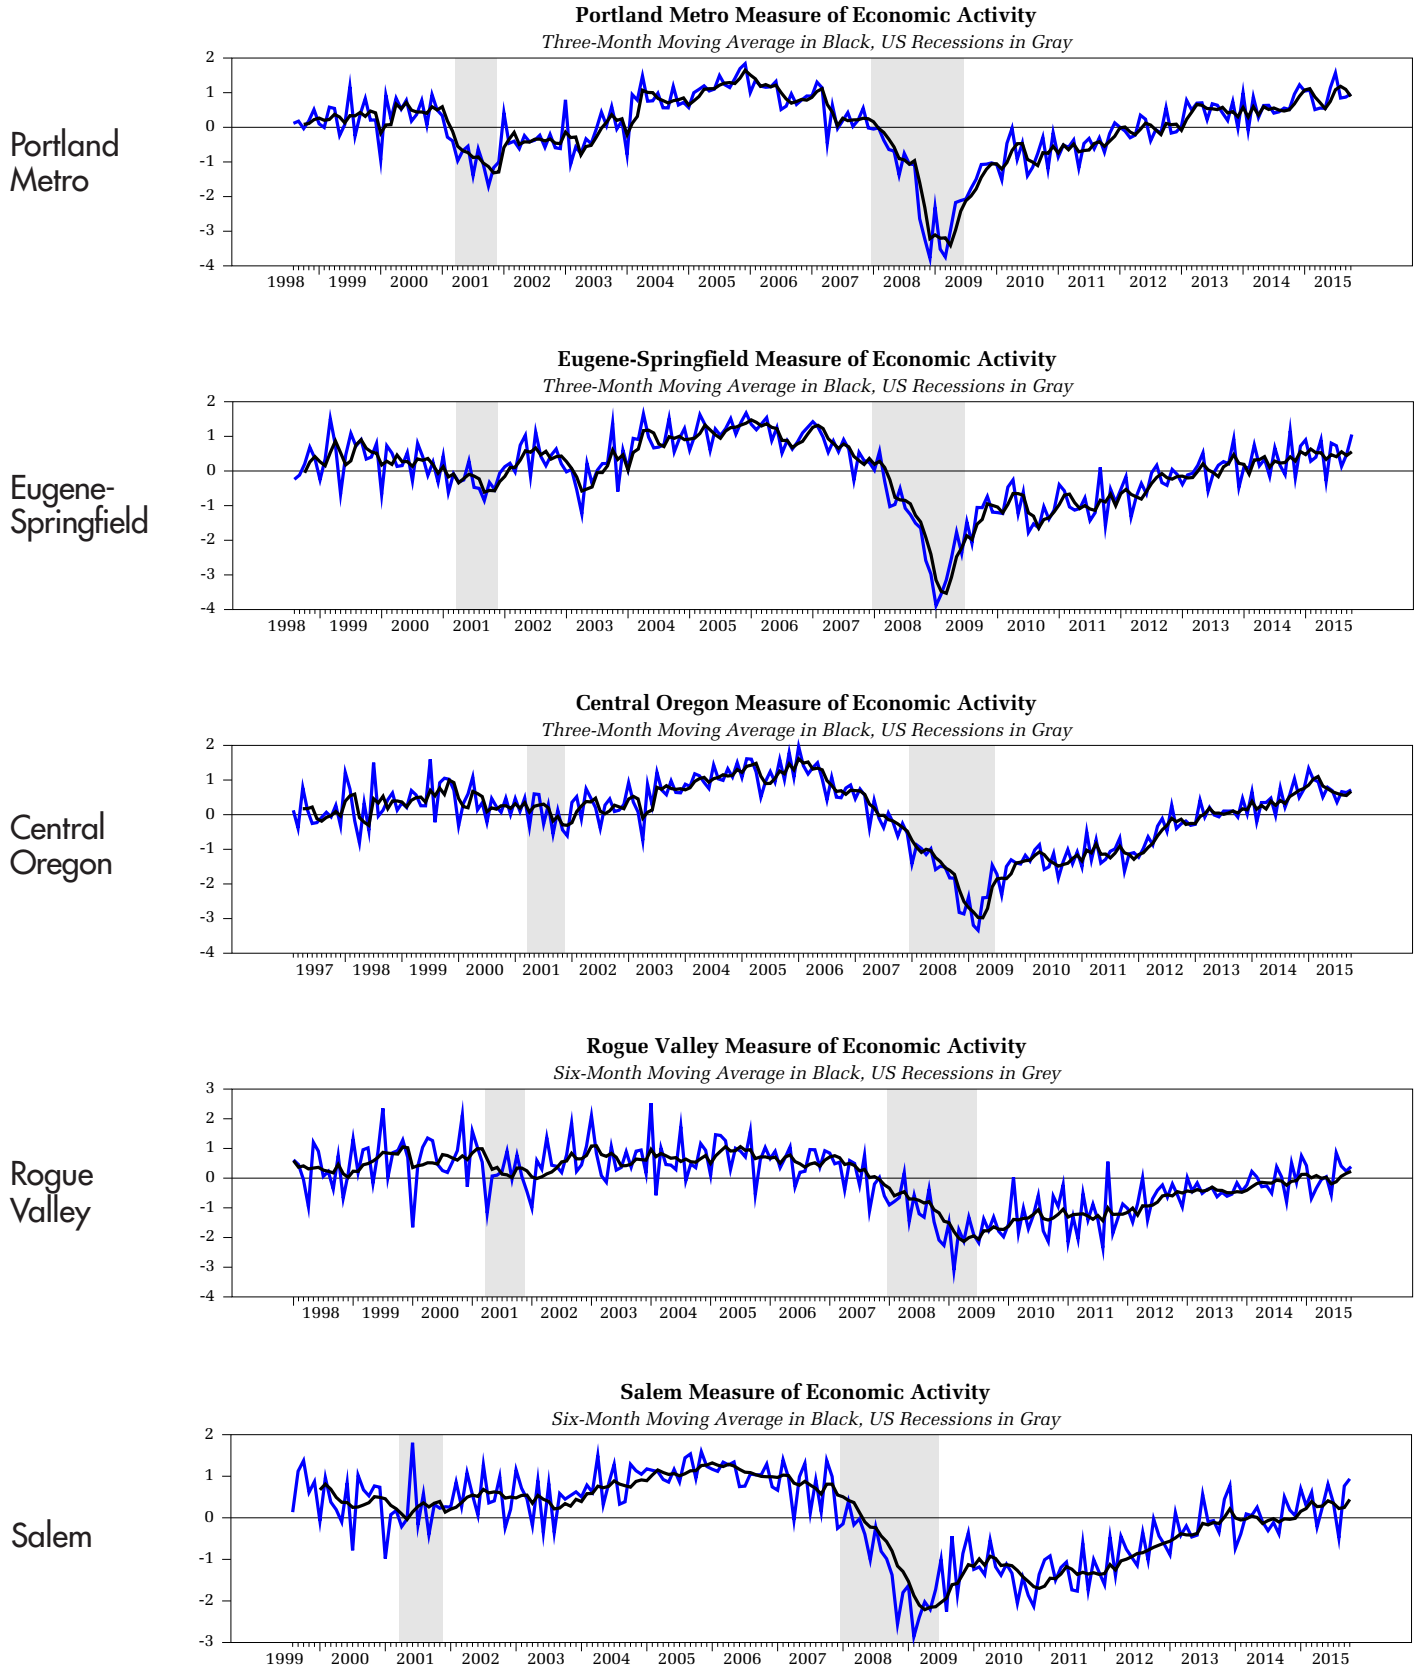 Portland Metro Measure of Economic Activity
Three-Month Moving Average in Black, US Recessions in Gray
Portland
Metro
2
1
0
-1
-2
-3
-4
1998 1999 2000 2001 2002 2003 2004 2005 2006 2007 2008 2009 2010 2011 2012 2013 2014 2015
Eugene-Springfield Measure of Economic Activity
Three-Month Moving Average in Black, US Recessions in Gray
Eugene-
Springfield
2
1
0
-1
-2
-3
-4
1998 1999 2000 2001 2002 2003 2004 2005 2006 2007 2008 2009 2010 2011 2012 2013 2014 2015
Central Oregon Measure of Economic Activity
Three-Month Moving Average in Black, US Recessions in Gray
Central
Oregon
2
1
0
-1
-2
-3
-4
1997 1998 1999 2000 2001 2002 2003 2004 2005 2006 2007 2008 2009 2010 2011 2012 2013 2014 2015
Rogue Valley Measure of Economic Activity
Six-Month Moving Average in Black, US Recessions in Grey
Rogue
Valley
3
2
1
0
-1
-2
-3
-4
1998 1999 2000 2001 2002 2003 2004 2005 2006 2007 2008 2009 2010 2011 2012 2013 2014 2015
Salem Measure of Economic Activity
Six-Month Moving Average in Black, US Recessions in Gray
Salem
2
1
0
-1
-2
-3
1999 2000 2001 2002 2003 2004 2005 2006 2007 2008 2009 2010 2011 2012 2013 2014 2015